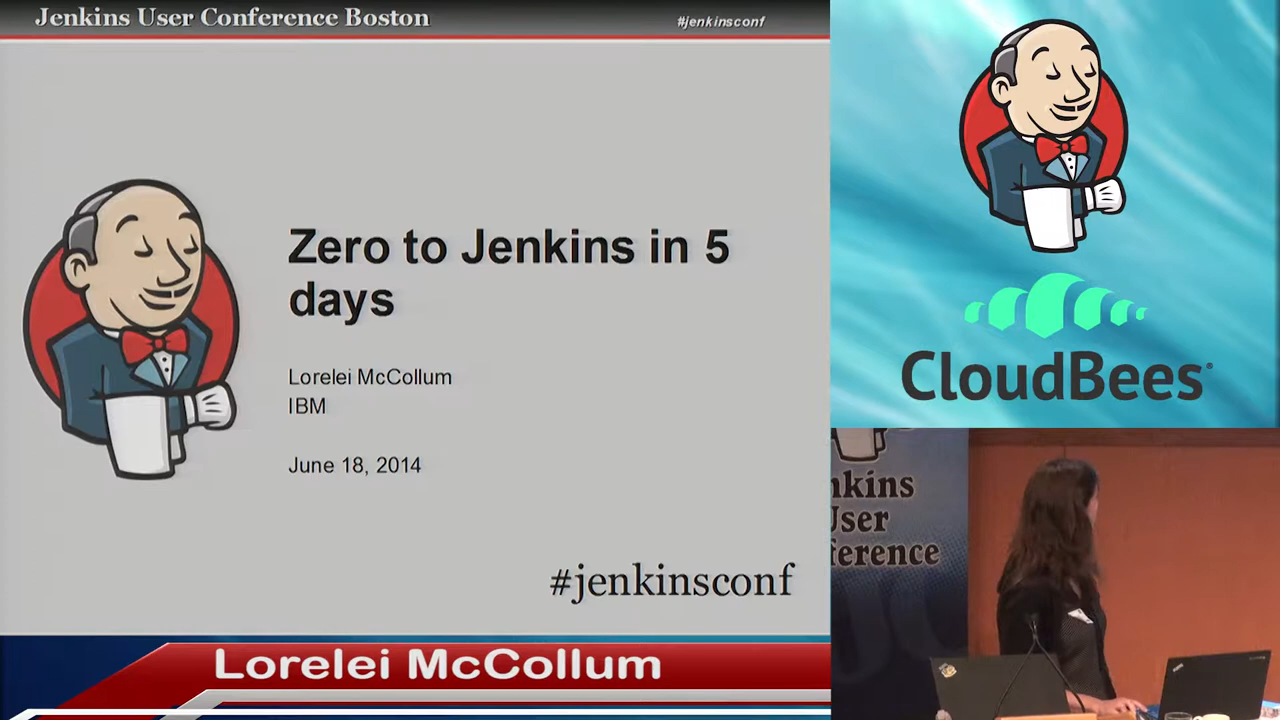 Jenkins User Conference Boston
#jenkinsconf
Zero to Jenkins in 5
days
Lorelei McCollum
IBM
June 18, 2014
#jenkinsconf
Lorelei McCollum
CloudBees
nkins
User
ference